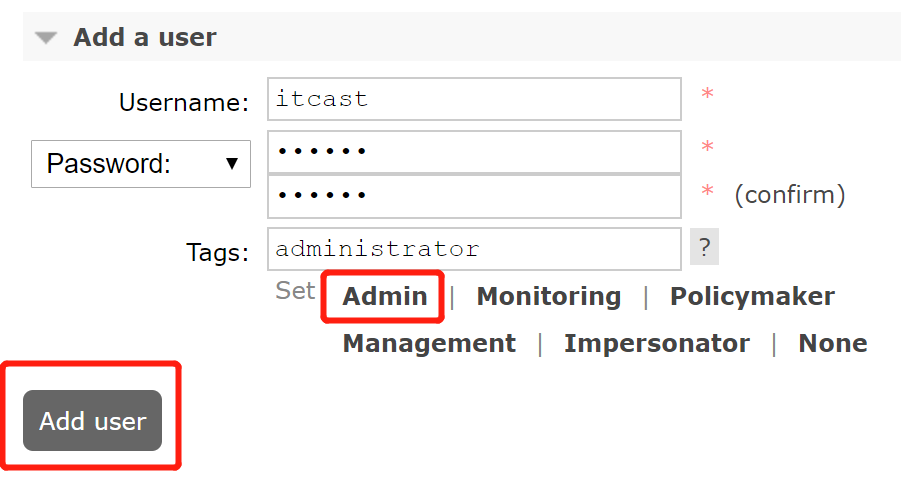 Add a user
Username: itcast *
Password: •••••• *
•••••• * (confirm)
Tags: administrator ?
Set Admin | Monitoring | Policymaker
Management | Impersonator | None
Add user